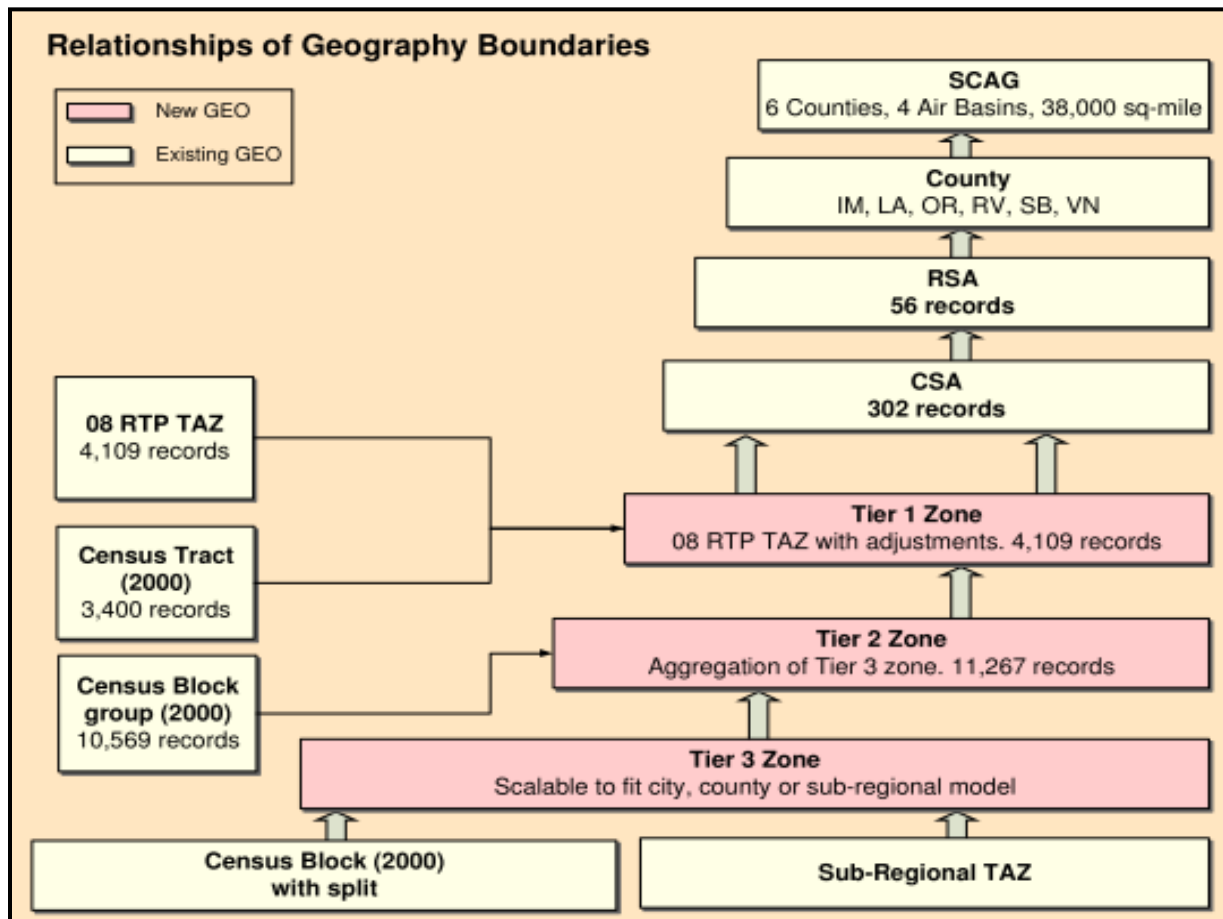 Relationships of Geography Boundaries
New GEO
Existing GEO
SCAG
6 Counties, 4 Air Basins, 38,000 sq-mile
County
IM, LA, OR, RV, SB, VN
RSA
56 records
CSA
302 records
08 RTP TAZ
4,109 records
Census Tract
(2000)
3,400 records
Census Block
group (2000)
10,569 records
Tier 1 Zone
08 RTP TAZ with adjustments. 4,109 records
Tier 2 Zone
Aggregation of Tier 3 zone. 11,267 records
Tier 3 Zone
Scalable to fit city, county or sub-regional model
Census Block (2000)
with split
Sub-Regional TAZ